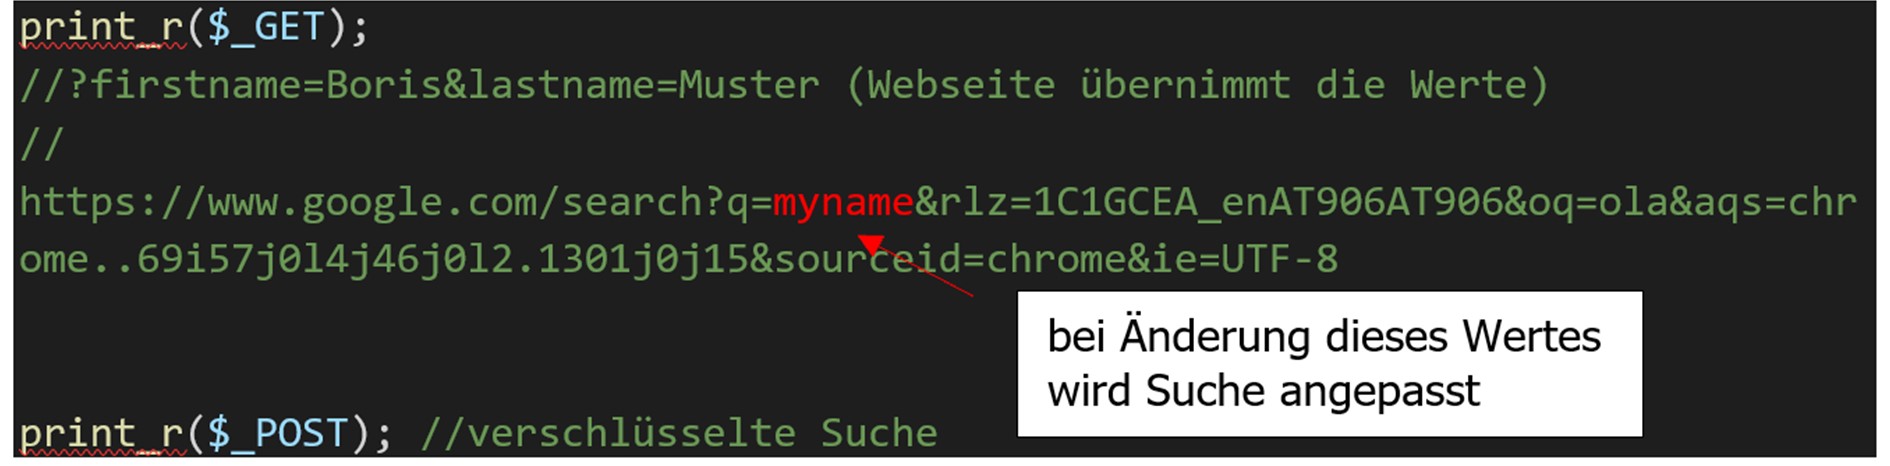 print_r($_GET);
//?firstname=Boris&lastname=Muster (Webseite übernimmt die Werte)
//
https://www.google.com/search?q=myname&rlz=1C1GCEA_enAT906AT906&oq=ola&aqs=chr
ome..69i57j0l4j46j0l2.1301j0j15&sourceid=chrome&ie=UTF-8
bei Änderung dieses Wertes
wird Suche angepasst
print_r($_POST); //verschlüsselte Suche